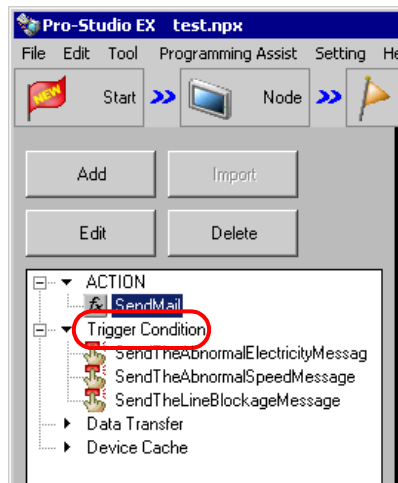 Pro-Studio EX test.npx
File Edit Tool Programming Assist Setting He
NEW Start Node
Add Import
Edit Delete
ACTION
fx SendMail
Trigger Condition
SendTheAbnormalElectricityMessag
SendTheAbnormalSpeedMessage
SendTheLineBlockageMessage
Data Transfer
Device Cache